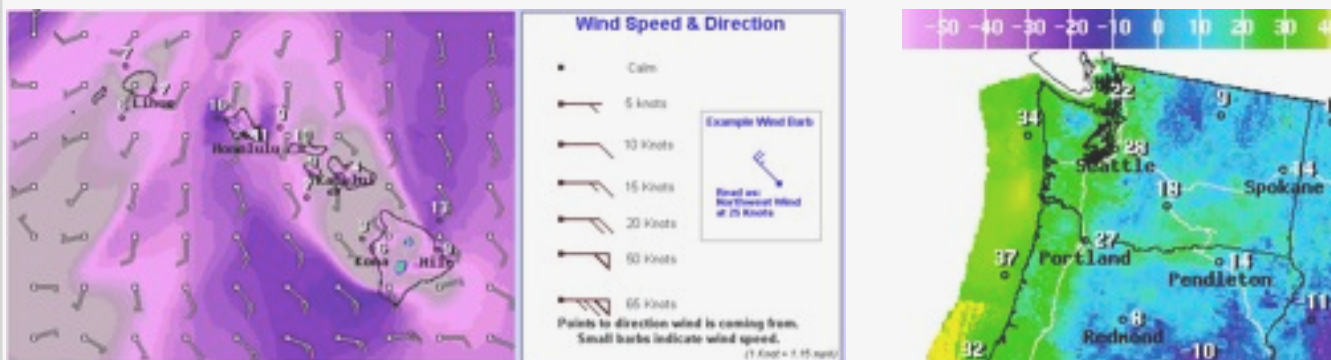 Wind Speed & Direction
Calm
5 knots
10 Knots
15 Knots
20 Knots
50 Knots
65 Knots
Example Wind Barb
Read as:
Northwest Wind
at 25 Knots
Points to direction wind is coming from.
Small barbs indicate wind speed.
(1 Knot = 1.15 mph)
Lihue
Honolulu
Kahului
Kona
Hilo
-50 -40 -30 -20 -10 0 10 20 30
22
9
34
28
Seattle
14
Spokane
27
Portland
37
14
Pendleton
11
8
Redmond
10